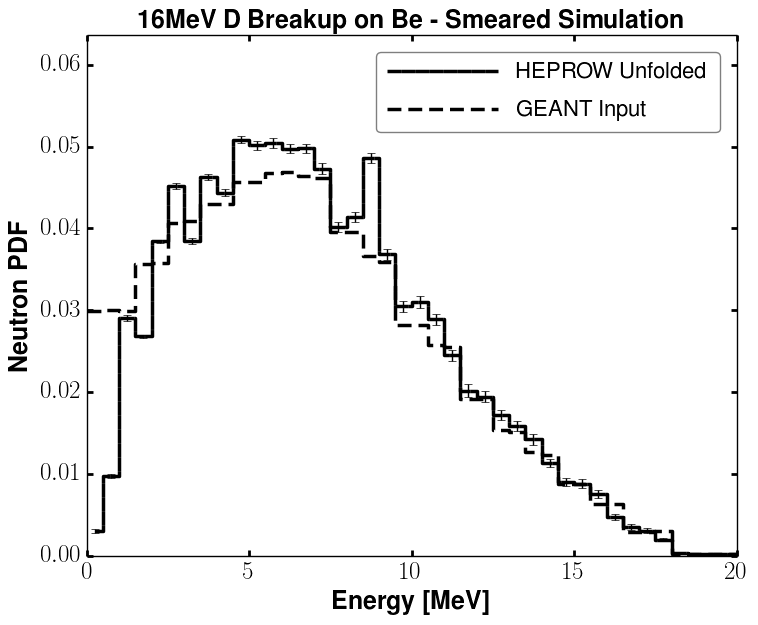 16MeV D Breakup on Be - Smeared Simulation
HEPROW Unfolded
GEANT Input
Neutron PDF
0.06
0.05
0.04
0.03
0.02
0.01
0.00
0 5 10 15 20
Energy [MeV]